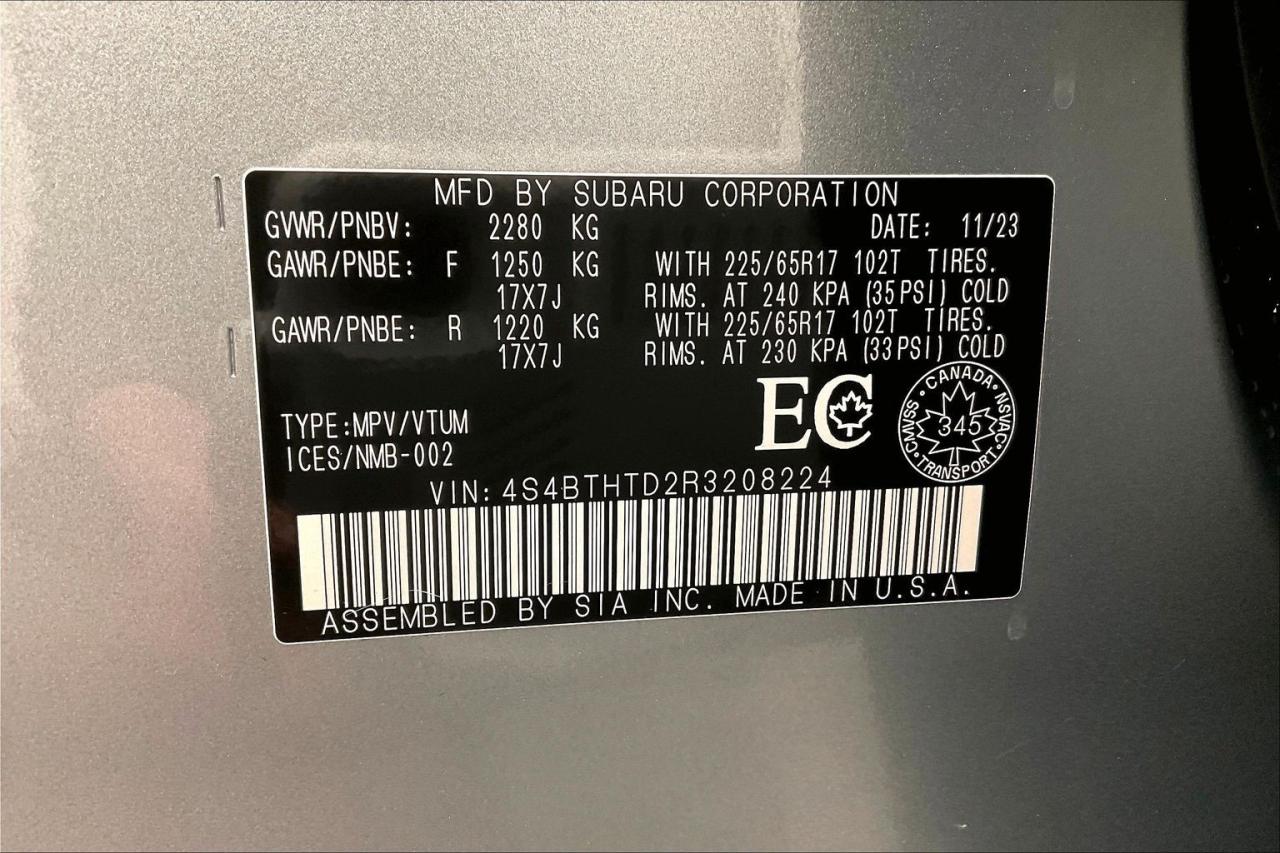 MFD BY SUBARU CORPORATION
GVWR/PNBV: 2280 KG DATE: 11/23
GAWR/PNBE: F 1250 KG WITH 225/65R17 102T TIRES.
17X7J RIMS. AT 240 KPA (35PSI) COLD
GAWR/PNBE: R 1220 KG WITH 225/65R17 102T TIRES.
17X7J RIMS. AT 230 KPA (33PSI) COLD
EC
CANADA
CMVSS 345 NSVAC
TRANSPORT
TYPE:MPV/VTUM
ICES/NMB-002
VIN: 4S4BTHTD2R3208224
ASSEMBLED BY SIA INC. MADE IN U.S.A.